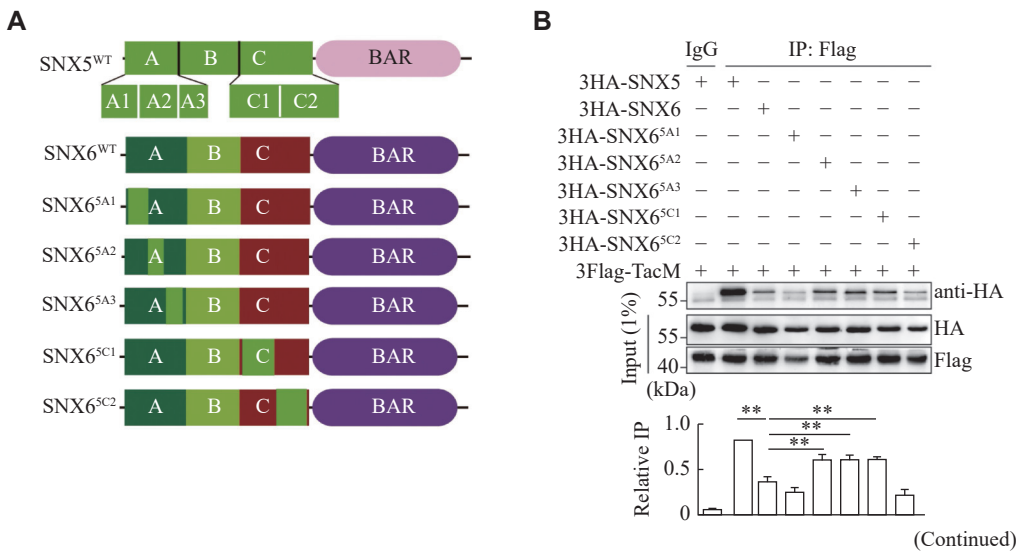 A
SNX5WT A B C BAR
A1 A2 A3 C1 C2
SNX6WT A B C BAR
SNX65A1 A B C BAR
SNX65A2 A B C BAR
SNX65A3 A B C BAR
SNX65C1 A B C BAR
SNX65C2 A B C BAR
B
IgG IP: Flag
3HA-SNX5 + + − − − − − −
3HA-SNX6 − − + − − − − −
3HA-SNX65A1 − − − + − − − −
3HA-SNX65A2 − − − − + − − −
3HA-SNX65A3 − − − − − + − −
3HA-SNX65C1 − − − − − − + −
3HA-SNX65C2 − − − − − − − +
3Flag-TacM + + + + + + + +
55 anti-HA
Input (1%)
55 HA
40 Flag
(kDa)
Relative IP
1.0
0.5
0
** **
**
**
(Continued)